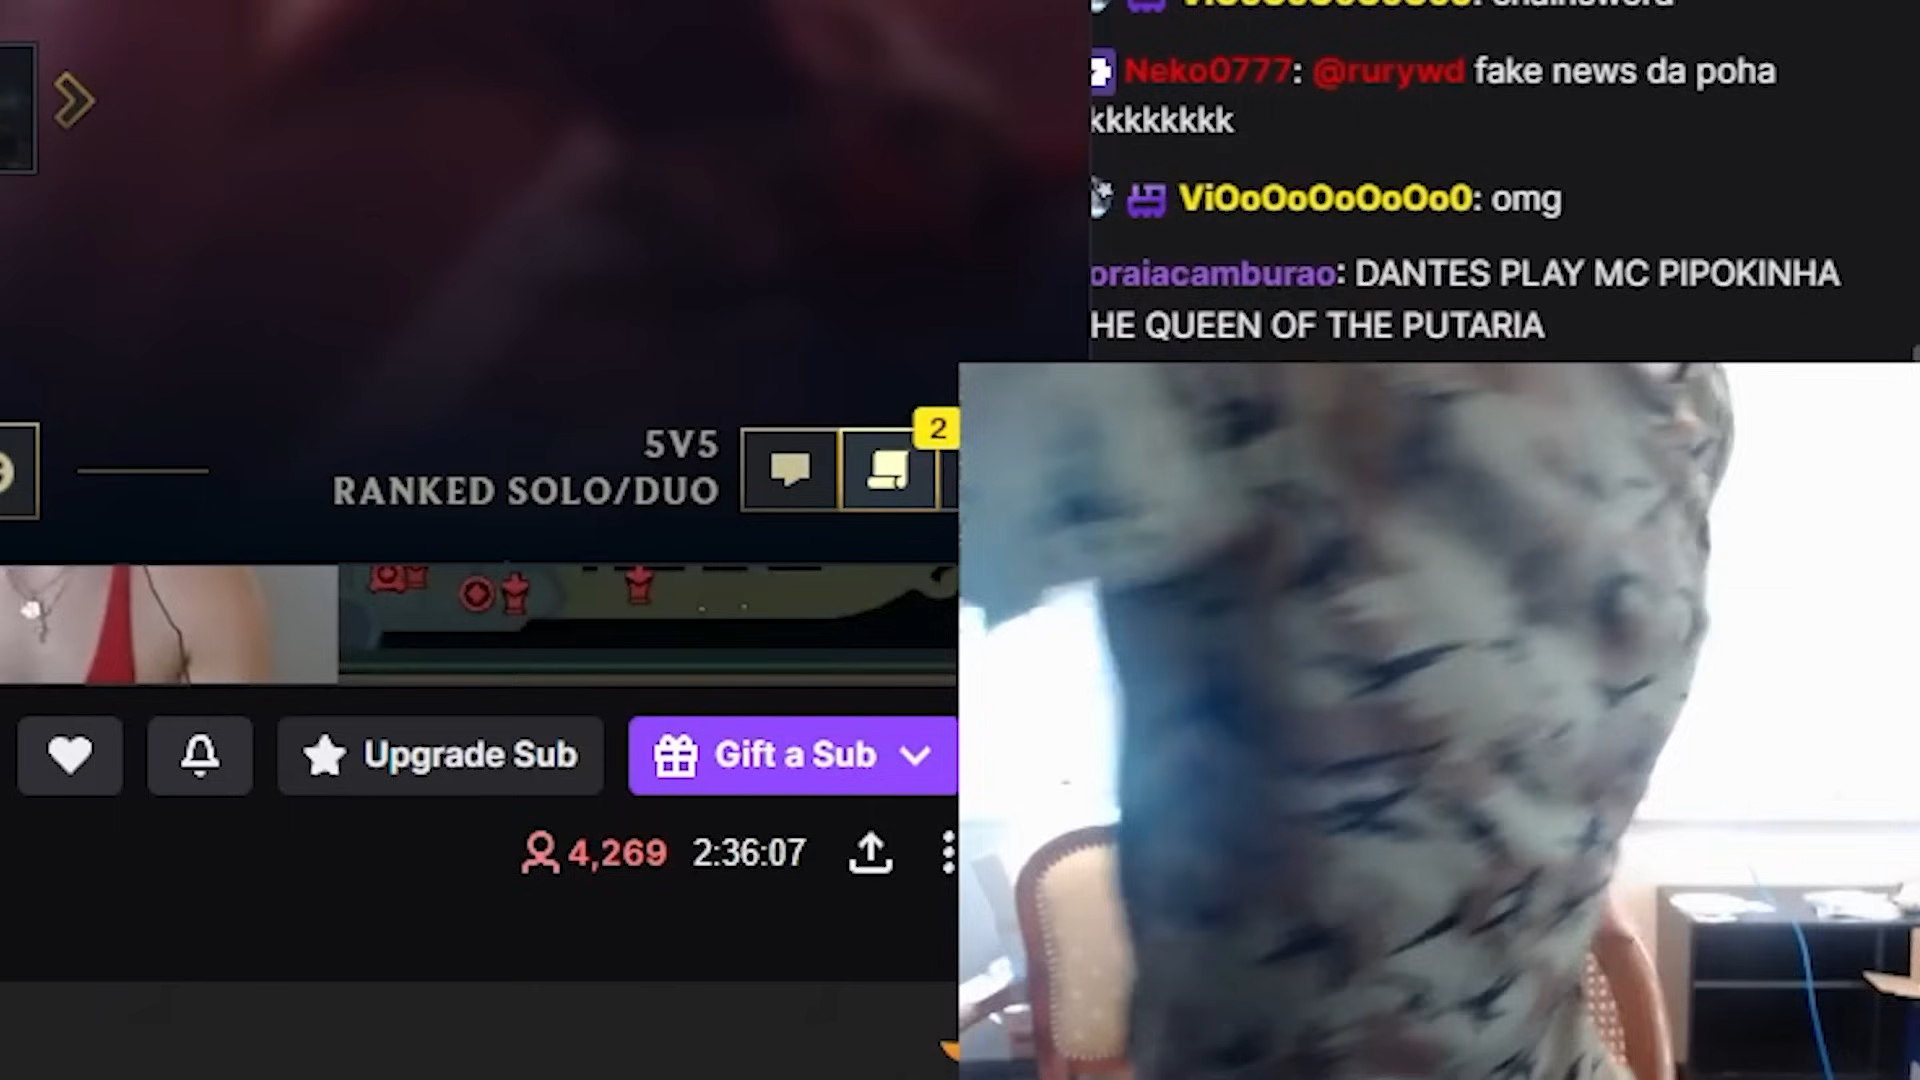 Neko0777: @rurywd fake news da poha
kkkkkkkk
ViOoOoOoOoOo0: omg
oraiacamburao: DANTES PLAY MC PIPOKINHA
HE QUEEN OF THE PUTARIA
5V5
RANKED SOLO/DUO
2
Upgrade Sub
Gift a Sub
4,269 2:36:07